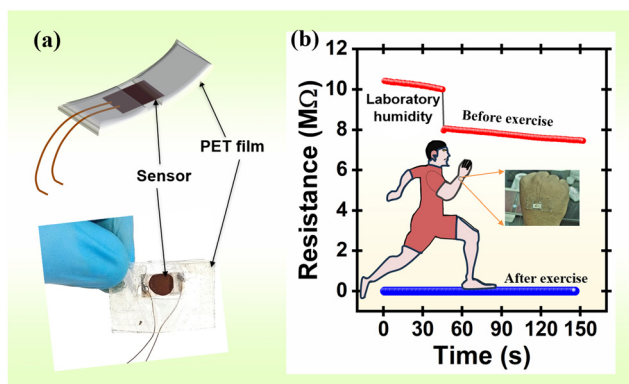 (a)
PET film
Sensor
(b)
Resistance (MΩ)
12
10
8
6
4
2
0
Laboratory
humidity
Before exercise
After exercise
0 30 60 90 120 150
Time (s)